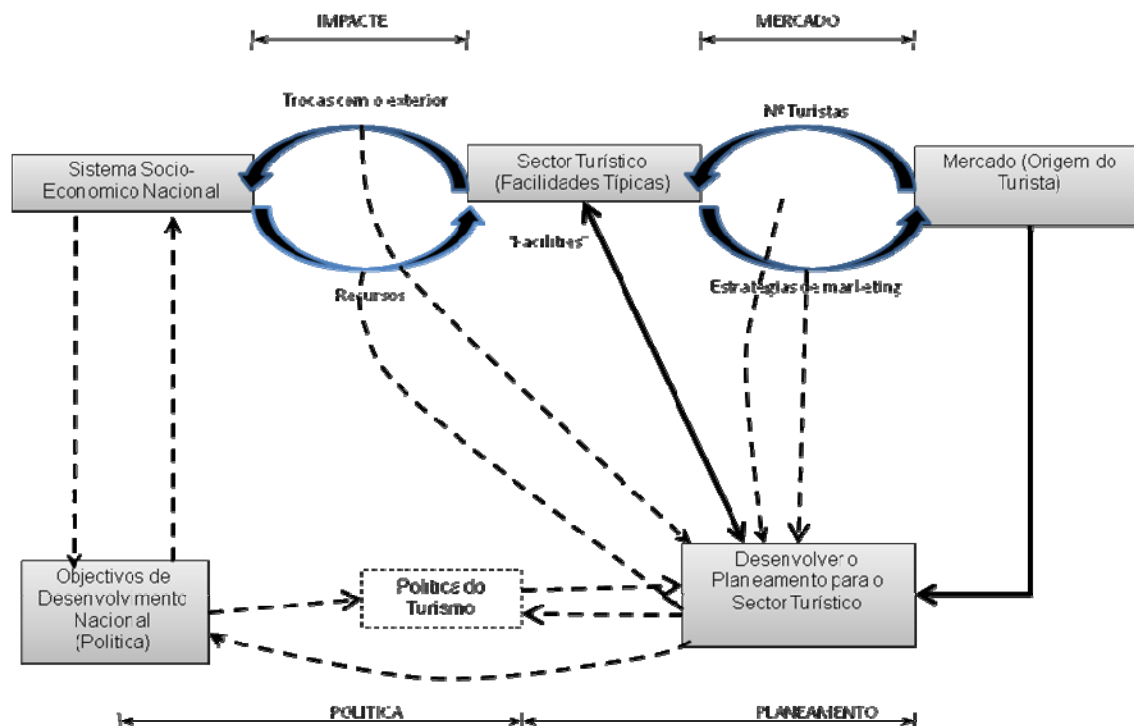 IMPACTE
MERCADO
Trocas com o exterior
Nº Turistas
Sistema Socio-
Economico Nacional
Sector Turístico
(Facilidades Típicas)
Mercado (Origem do
Turista)
"Facilities"
Recursos
Estratégias de marketing
Objectivos de
Desenvolvimento
Nacional
(Politica)
Politica do
Turismo
Desenvolver o
Planeamento para o
Sector Turístico
POLITICA
PLANEAMENTO